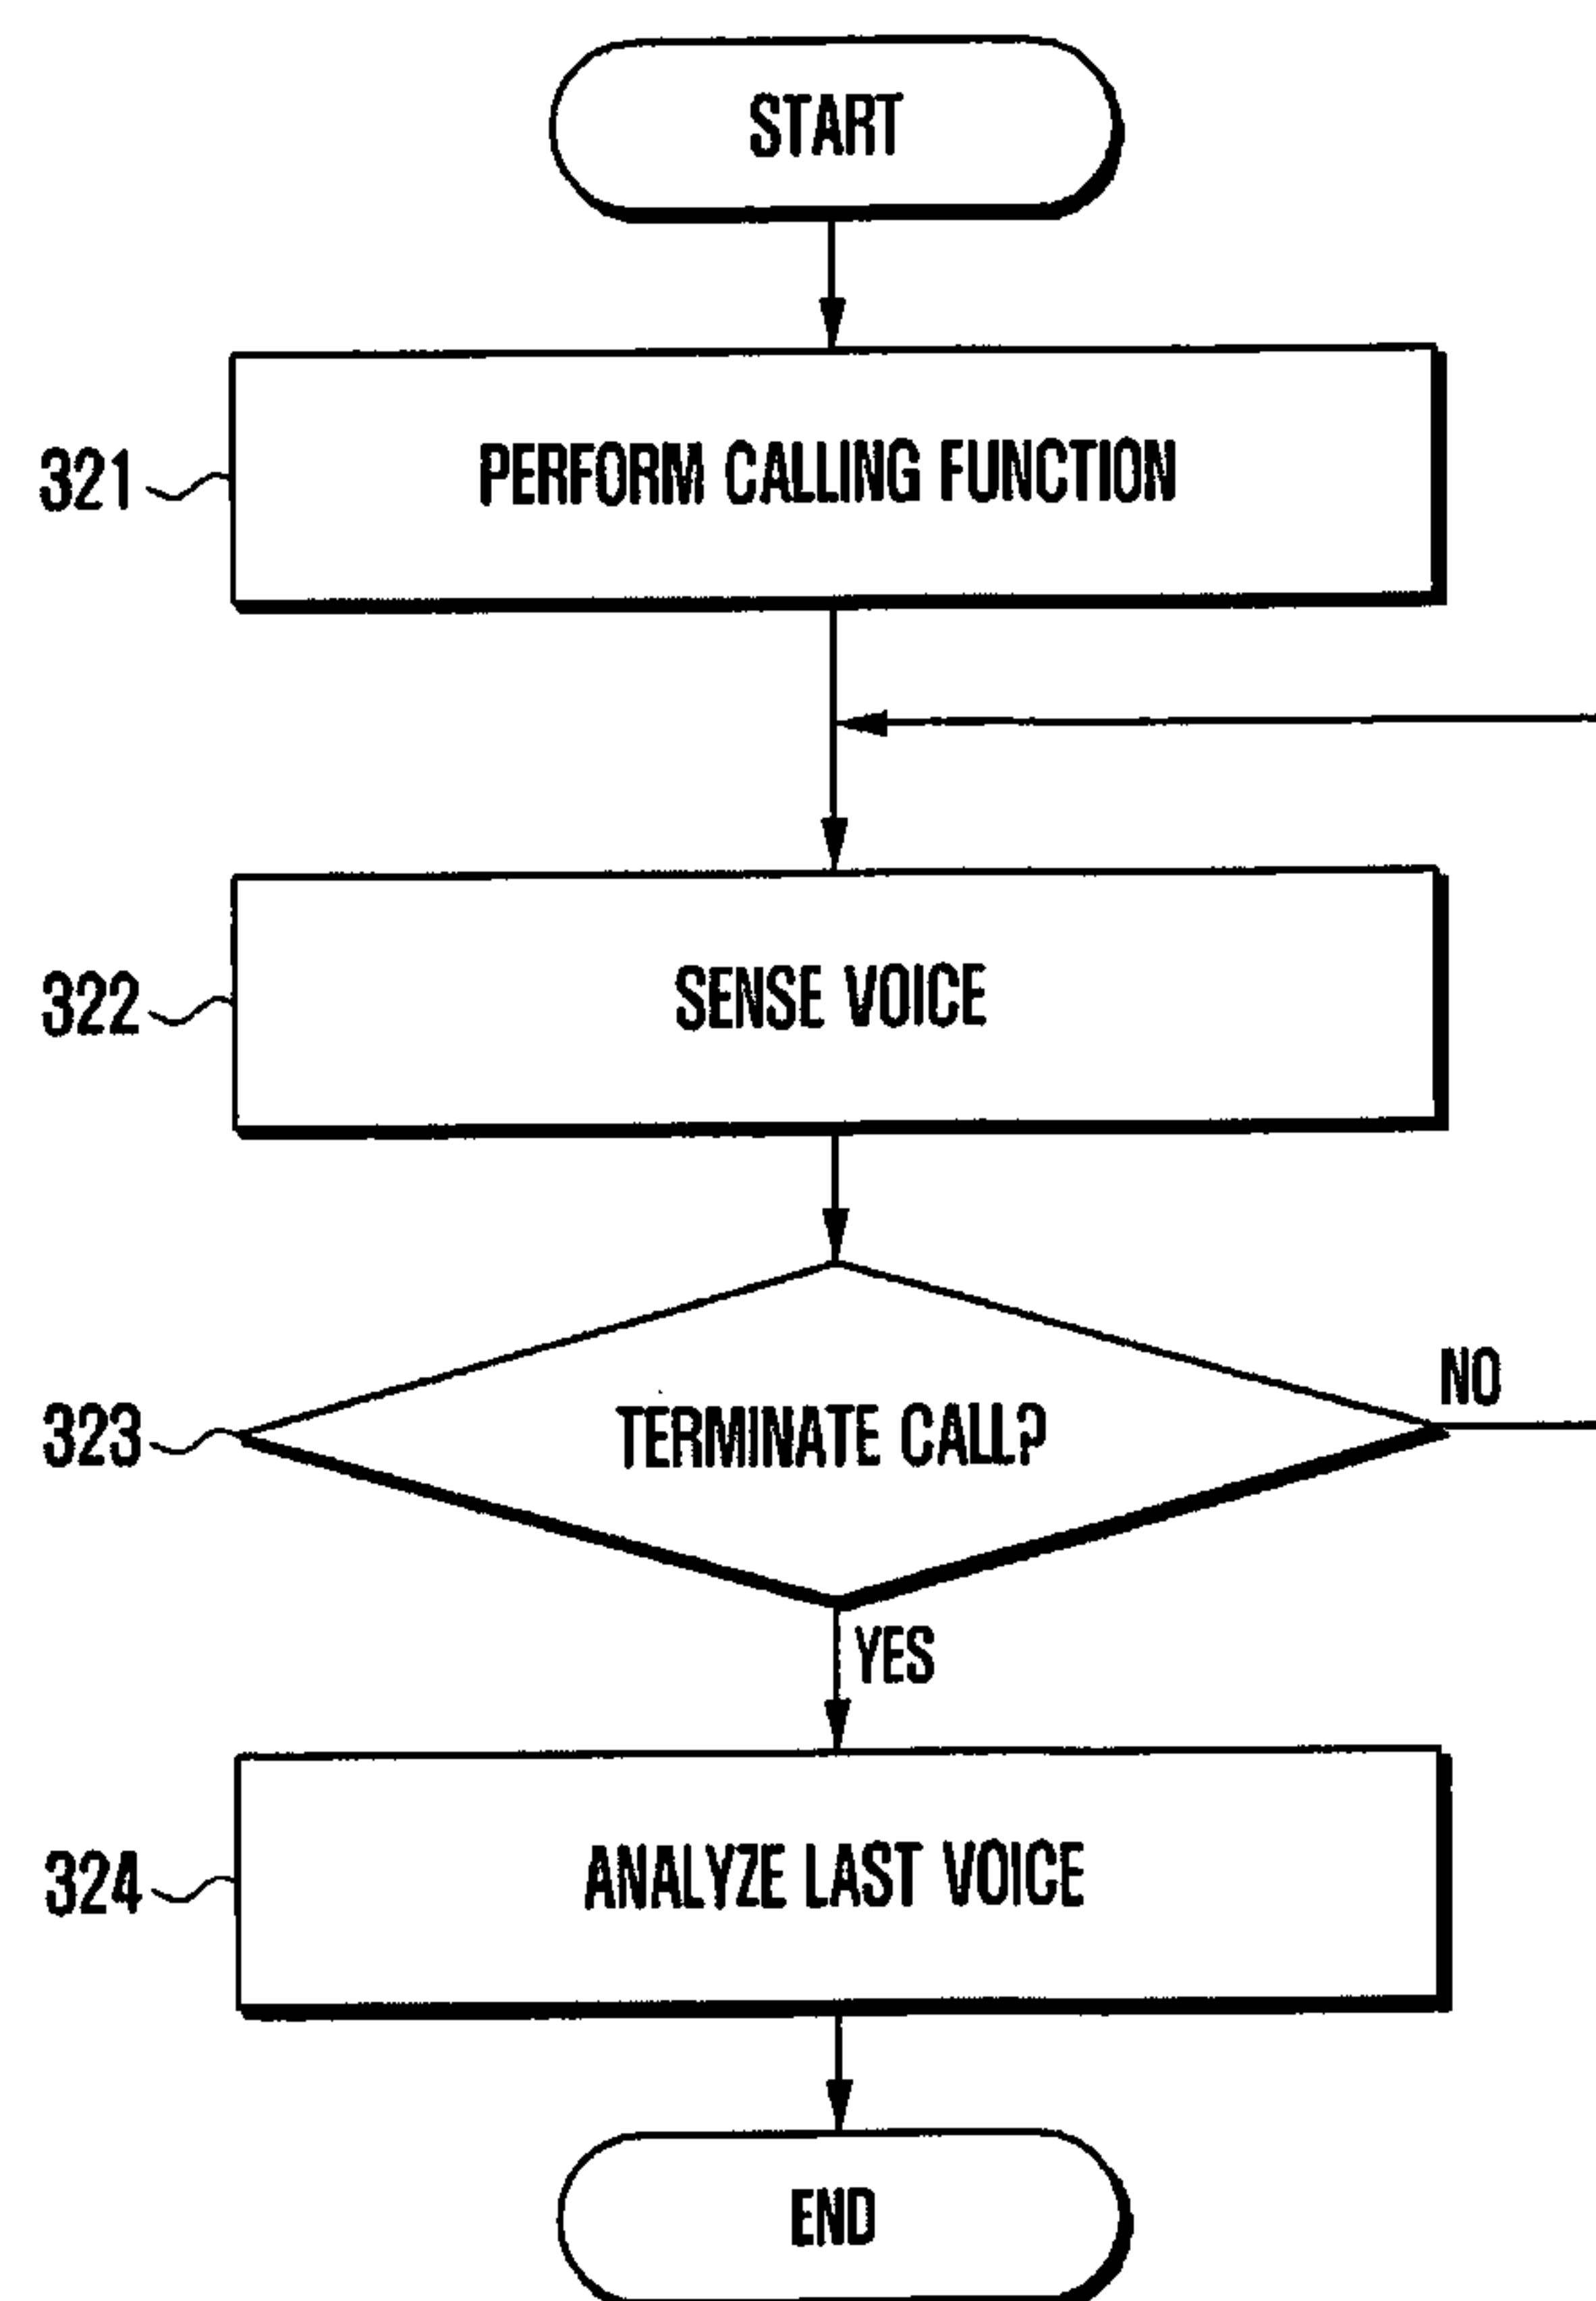 START
321 PERFORM CALLING FUNCTION
322 SENSE VOICE
323 TERMINATE CALL?
NO
YES
324 ANALYZE LAST VOICE
END